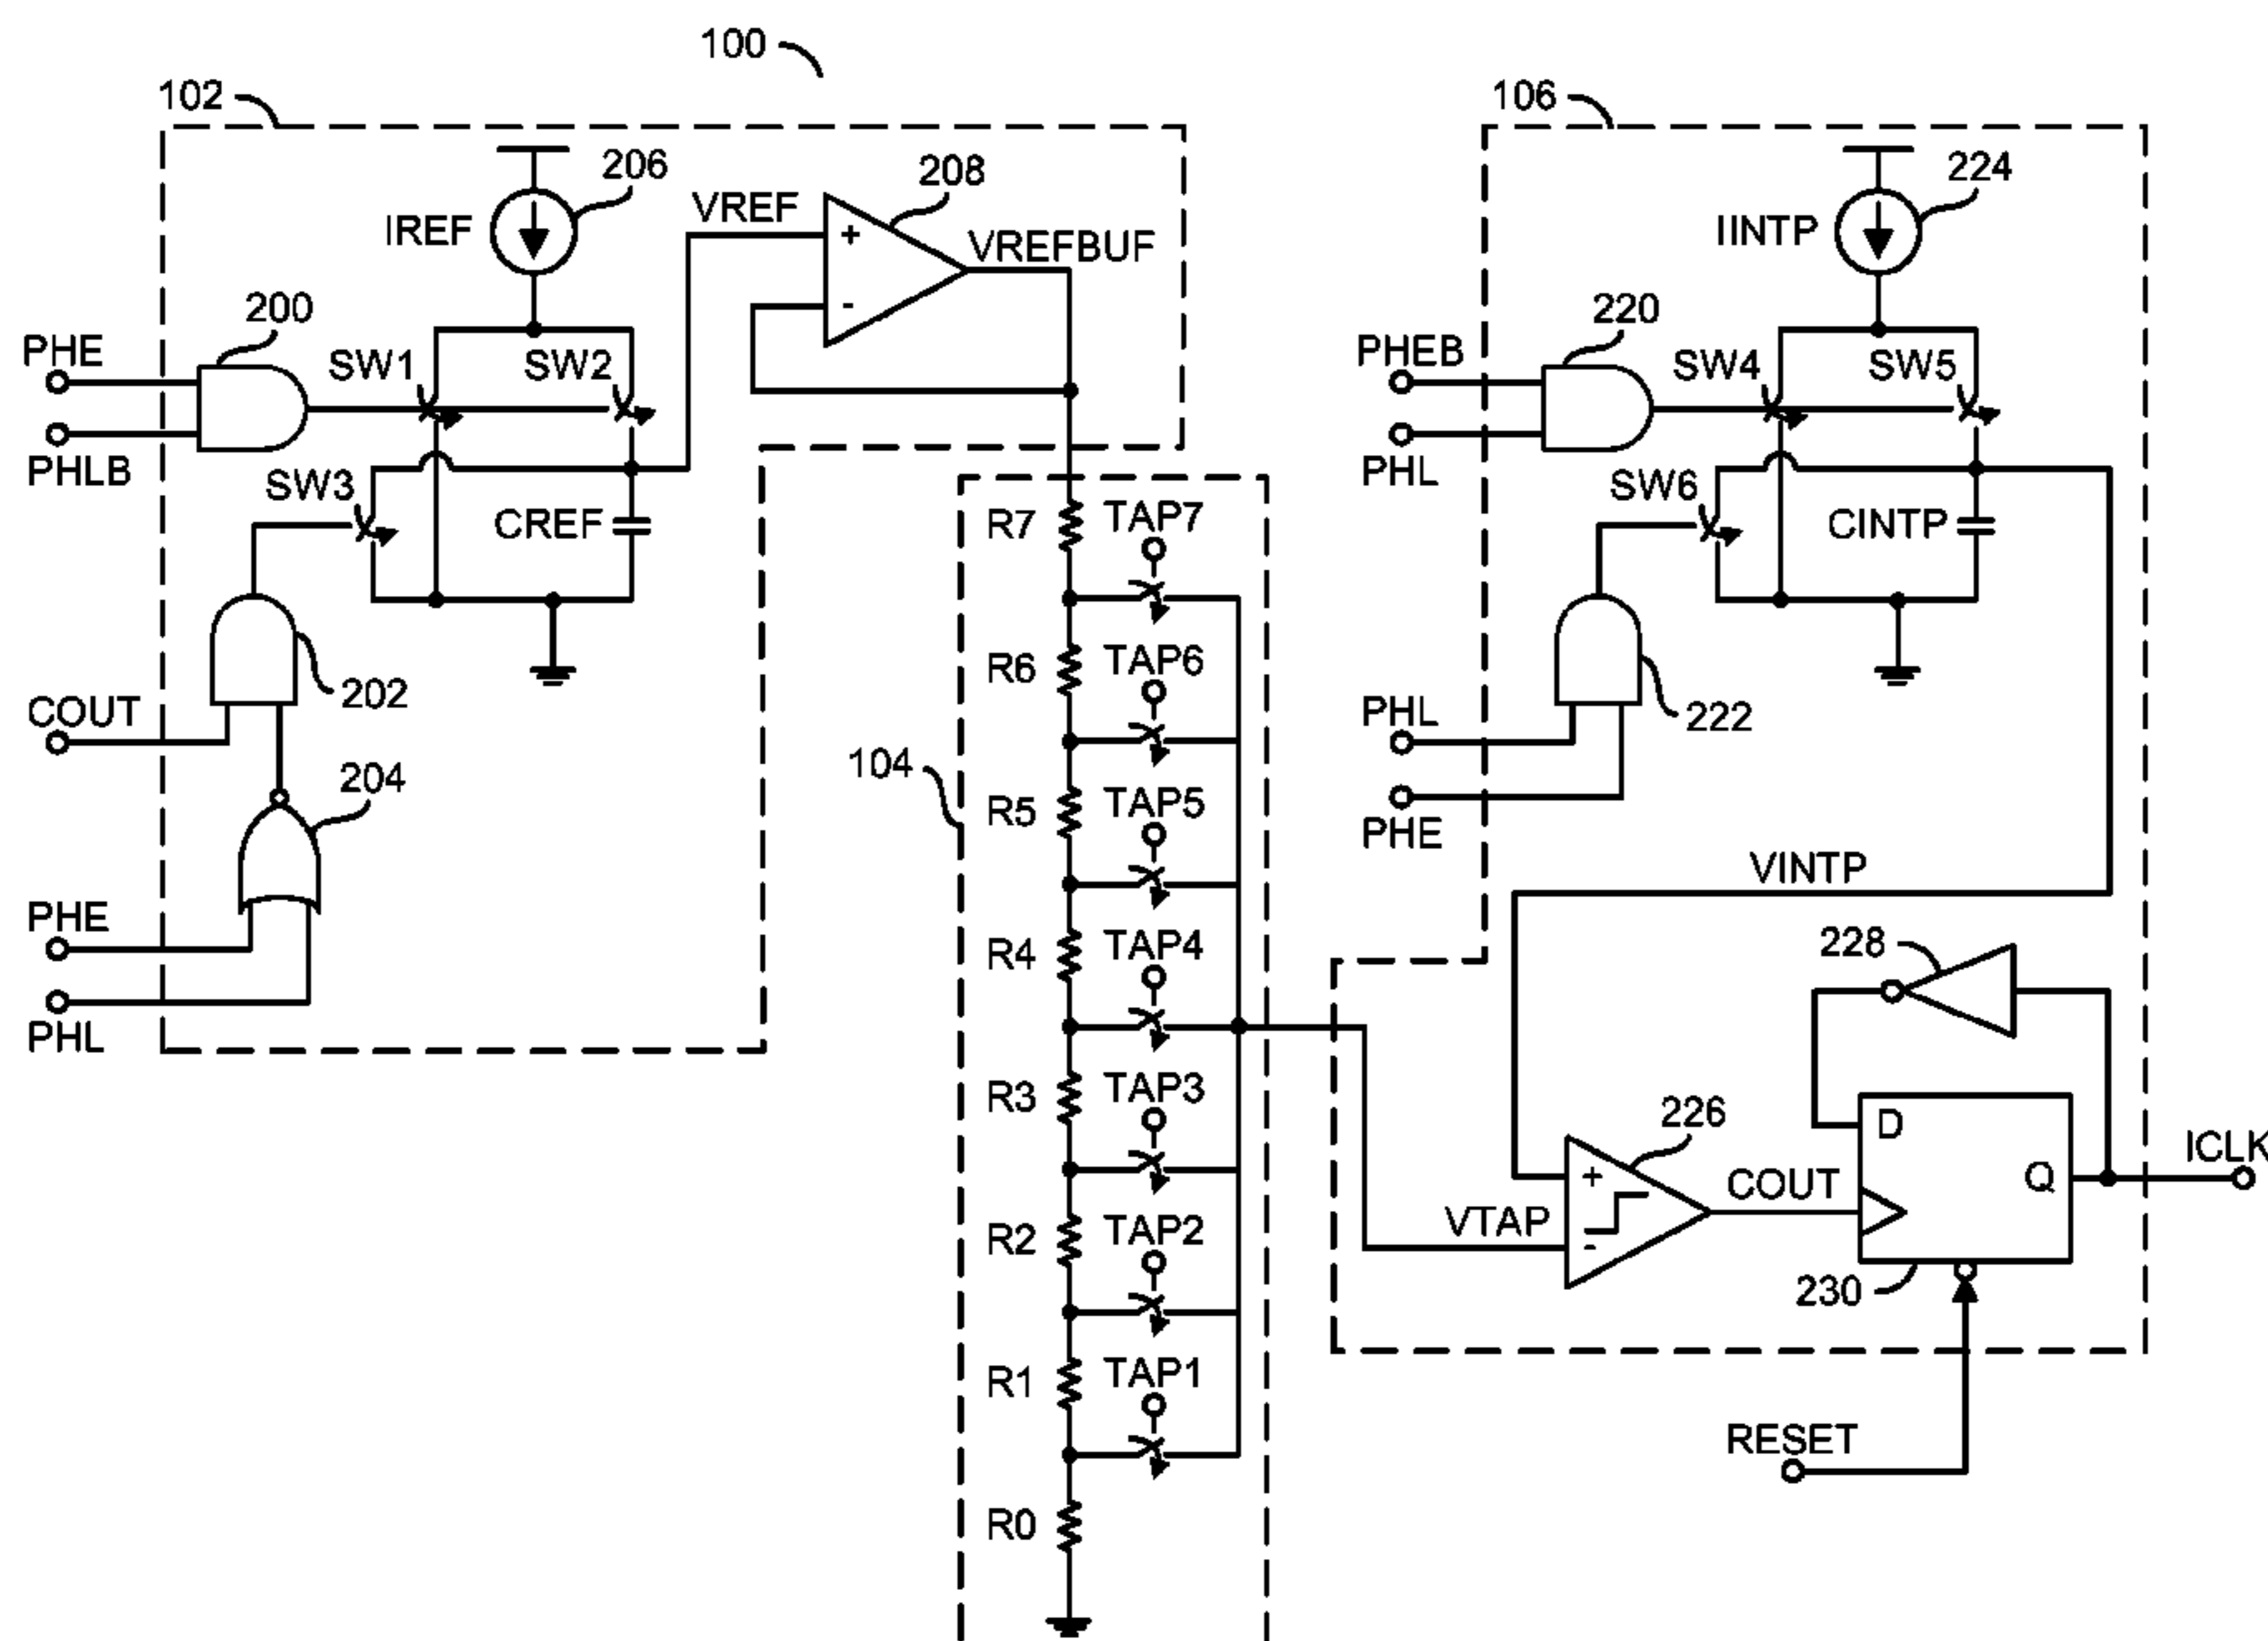 100
102
206
IREF
VREF
208
VREFBUF
PHE
200
PHLB
SW1
SW2
SW3
CREF
+
-
COUT
202
204
PHE
PHL
104
R7
TAP7
R6
TAP6
R5
TAP5
R4
TAP4
R3
TAP3
R2
TAP2
R1
TAP1
R0
106
224
IINTP
PHEB
220
PHL
SW4
SW5
SW6
CINTP
PHL
222
PHE
VINTP
228
226
+
-
VTAP
COUT
D
Q
ICLK
230
RESET